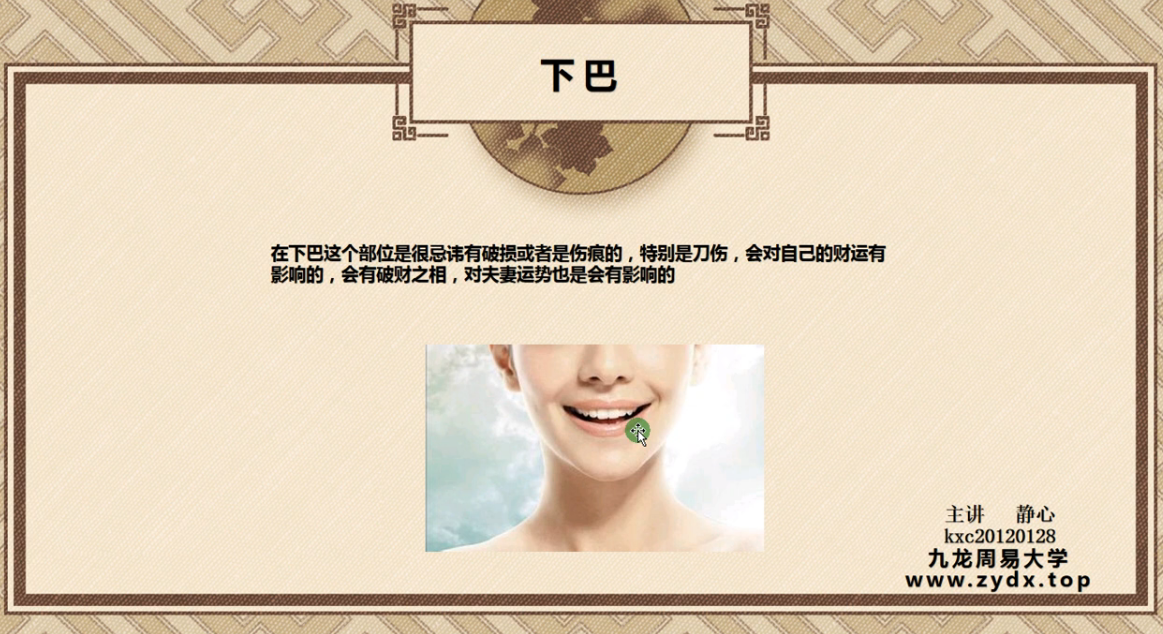 下巴
在下巴这个部位是很忌讳有破损或者是伤痕的，特别是刀伤，会对自己的财运有
影响的，会有破财之相，对夫妻运势也是会有影响的
主讲 静心
kxc20120128
九龙周易大学
www.zydx.top